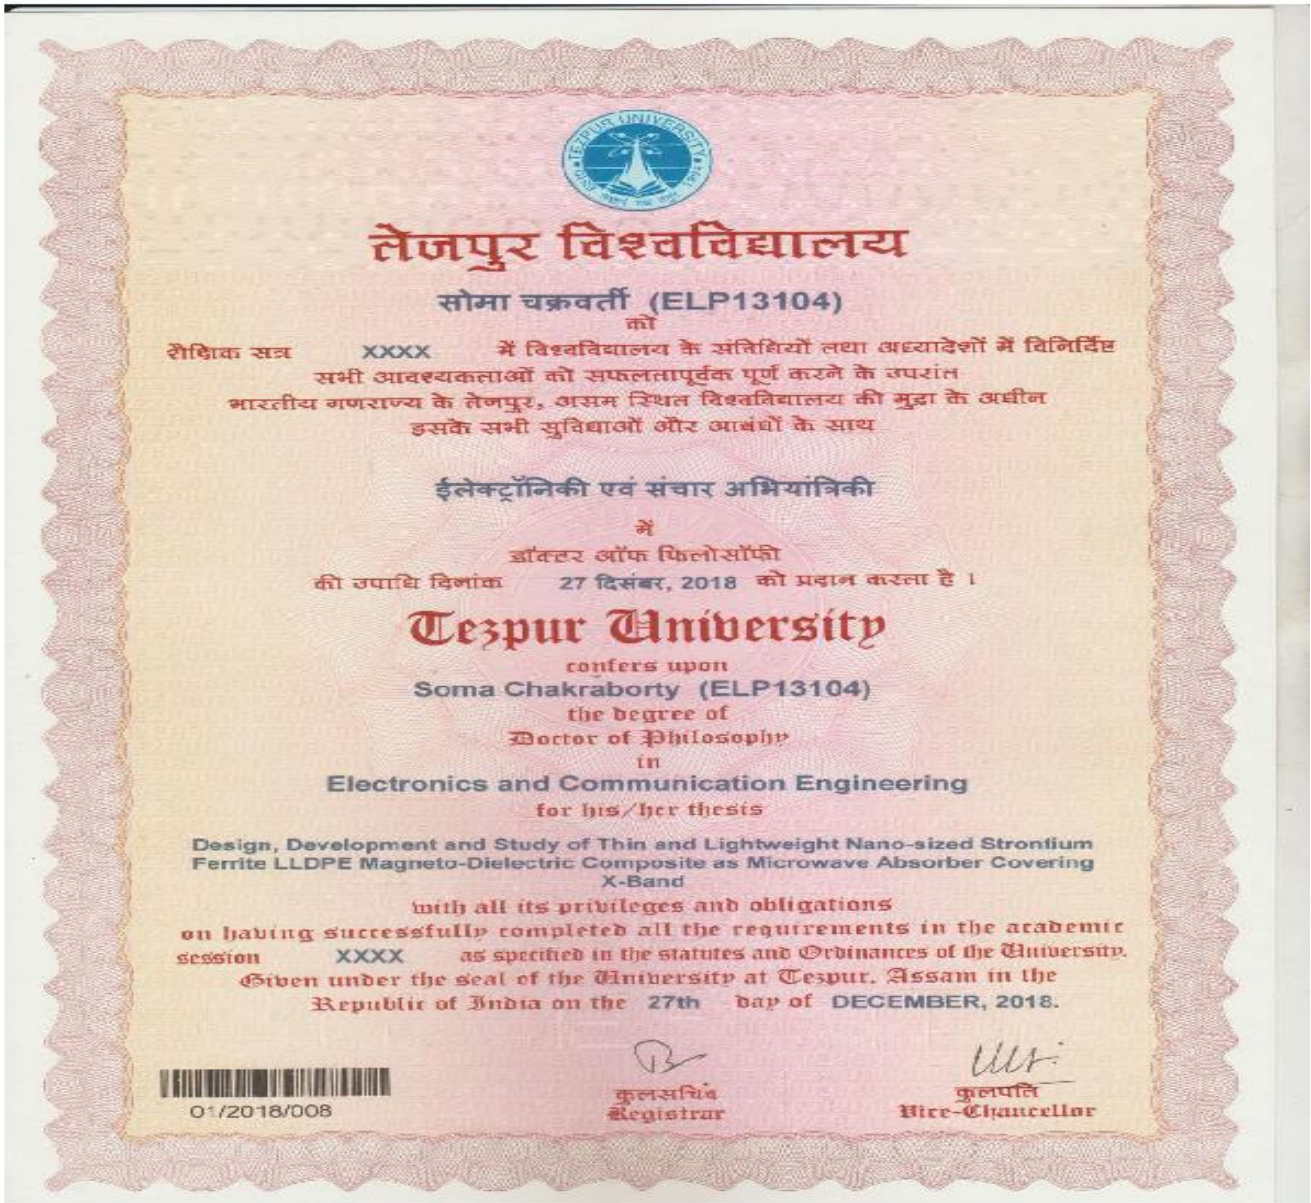 TEZPUR UNIVERSITY
तेजपुर विश्वविद्यालय
सोमा चक्रवर्ती (ELP13104)
को
शैक्षिक सत्र XXXX में विश्वविद्यालय के संविधियों तथा अध्यादेशों में विनिर्दिष्ट
सभी आवश्यकताओं को सफलतापूर्वक पूर्ण करने के उपरांत
भारतीय गणराज्य के तेजपुर, असम स्थित विश्वविद्यालय की मुद्रा के अधीन
इसके सभी सुविधाओं और आबंधों के साथ
ईलेक्ट्रॉनिकी एवं संचार अभियांत्रिकी
में
डॉक्टर ऑफ फिलोसॉफी
की उपाधि दिनांक 27 दिसंबर, 2018 को प्रदान करता है ।
Tezpur University
confers upon
Soma Chakraborty (ELP13104)
the degree of
Doctor of Philosophy
in
Electronics and Communication Engineering
for his/her thesis
Design, Development and Study of Thin and Lightweight Nano-sized Strontium
Ferrite LLDPE Magneto-Dielectric Composite as Microwave Absorber Covering
X-Band
with all its privileges and obligations
on having successfully completed all the requirements in the academic
session XXXX as specified in the statutes and Ordinances of the University.
Given under the seal of the University at Tezpur, Assam in the
Republic of India on the 27th day of DECEMBER, 2018.
01/2018/008
कुलसचिव
Registrar
कुलपति
Vice-Chancellor